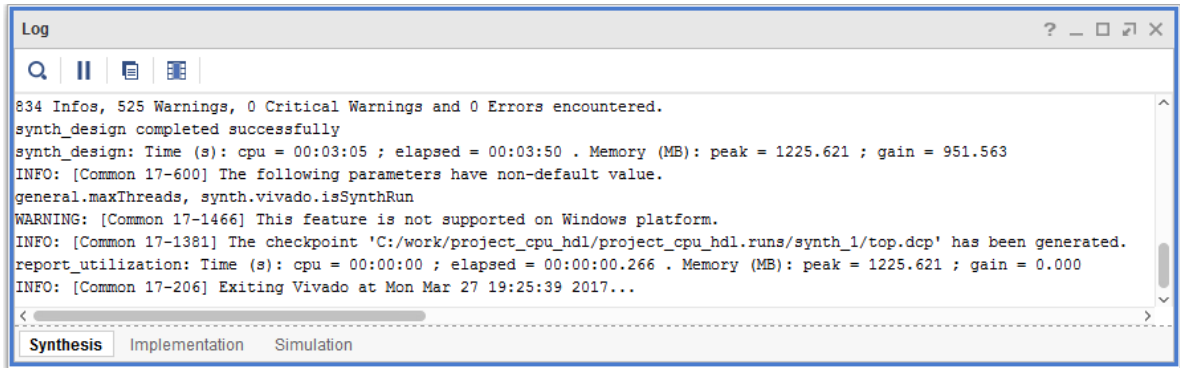 Log
834 Infos, 525 Warnings, 0 Critical Warnings and 0 Errors encountered.
synth_design completed successfully
synth_design: Time (s): cpu = 00:03:05 ; elapsed = 00:03:50 . Memory (MB): peak = 1225.621 ; gain = 951.563
INFO: [Common 17-600] The following parameters have non-default value.
general.maxThreads, synth.vivado.isSynthRun
WARNING: [Common 17-1466] This feature is not supported on Windows platform.
INFO: [Common 17-1381] The checkpoint 'C:/work/project_cpu_hdl/project_cpu_hdl.runs/synth_1/top.dcp' has been generated.
report_utilization: Time (s): cpu = 00:00:00 ; elapsed = 00:00:00.266 . Memory (MB): peak = 1225.621 ; gain = 0.000
INFO: [Common 17-206] Exiting Vivado at Mon Mar 27 19:25:39 2017...
Synthesis Implementation Simulation